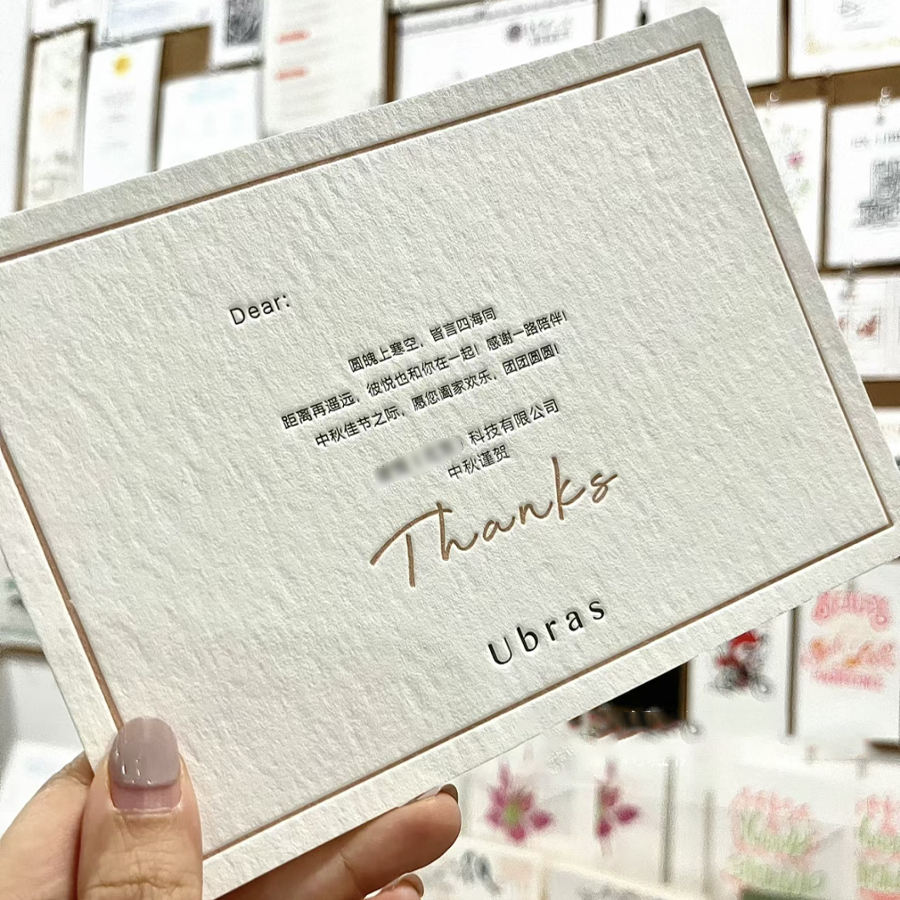 Dear:
圆魄上寒空，皆言四海同
距离再遥远，彼悦也和你在一起！感谢一路陪伴！
中秋佳节之际，愿您阖家欢乐，团团圆圆！
科技有限公司
中秋谨贺
Thanks
Ubras